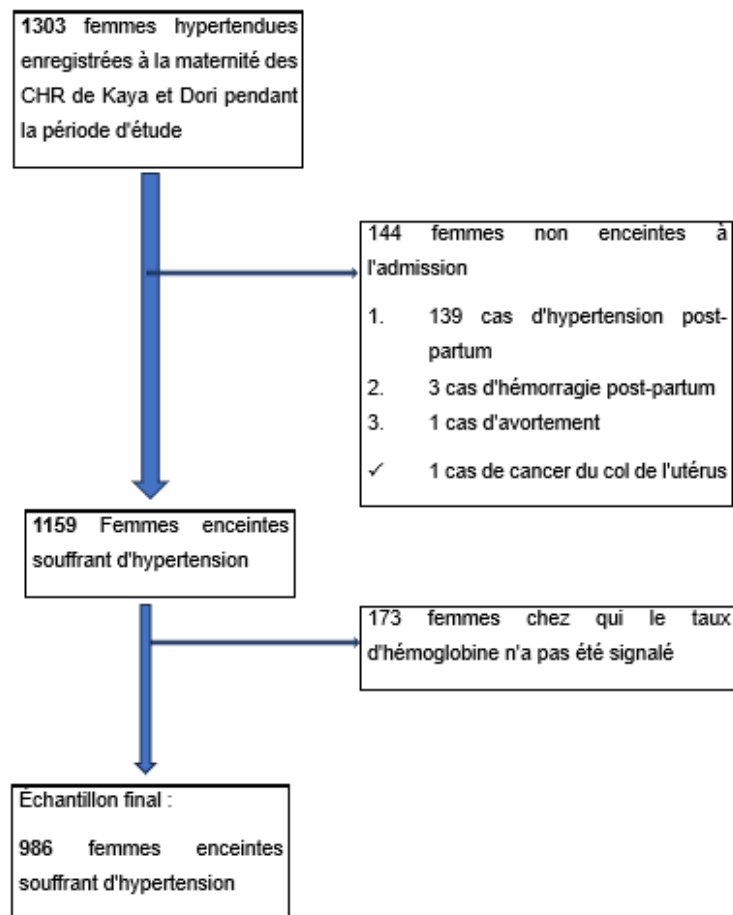 1303 femmes hypertendues
enregistrées à la maternité des
CHR de Kaya et Dori pendant
la période d'étude
144 femmes non enceintes à
l'admission
1. 139 cas d'hypertension post-
partum
2. 3 cas d'hémorragie post-partum
3. 1 cas d'avortement
✓ 1 cas de cancer du col de l'utérus
1159 Femmes enceintes
souffrant d'hypertension
173 femmes chez qui le taux
d'hémoglobine n'a pas été signalé
Échantillon final :
986 femmes enceintes
souffrant d'hypertension